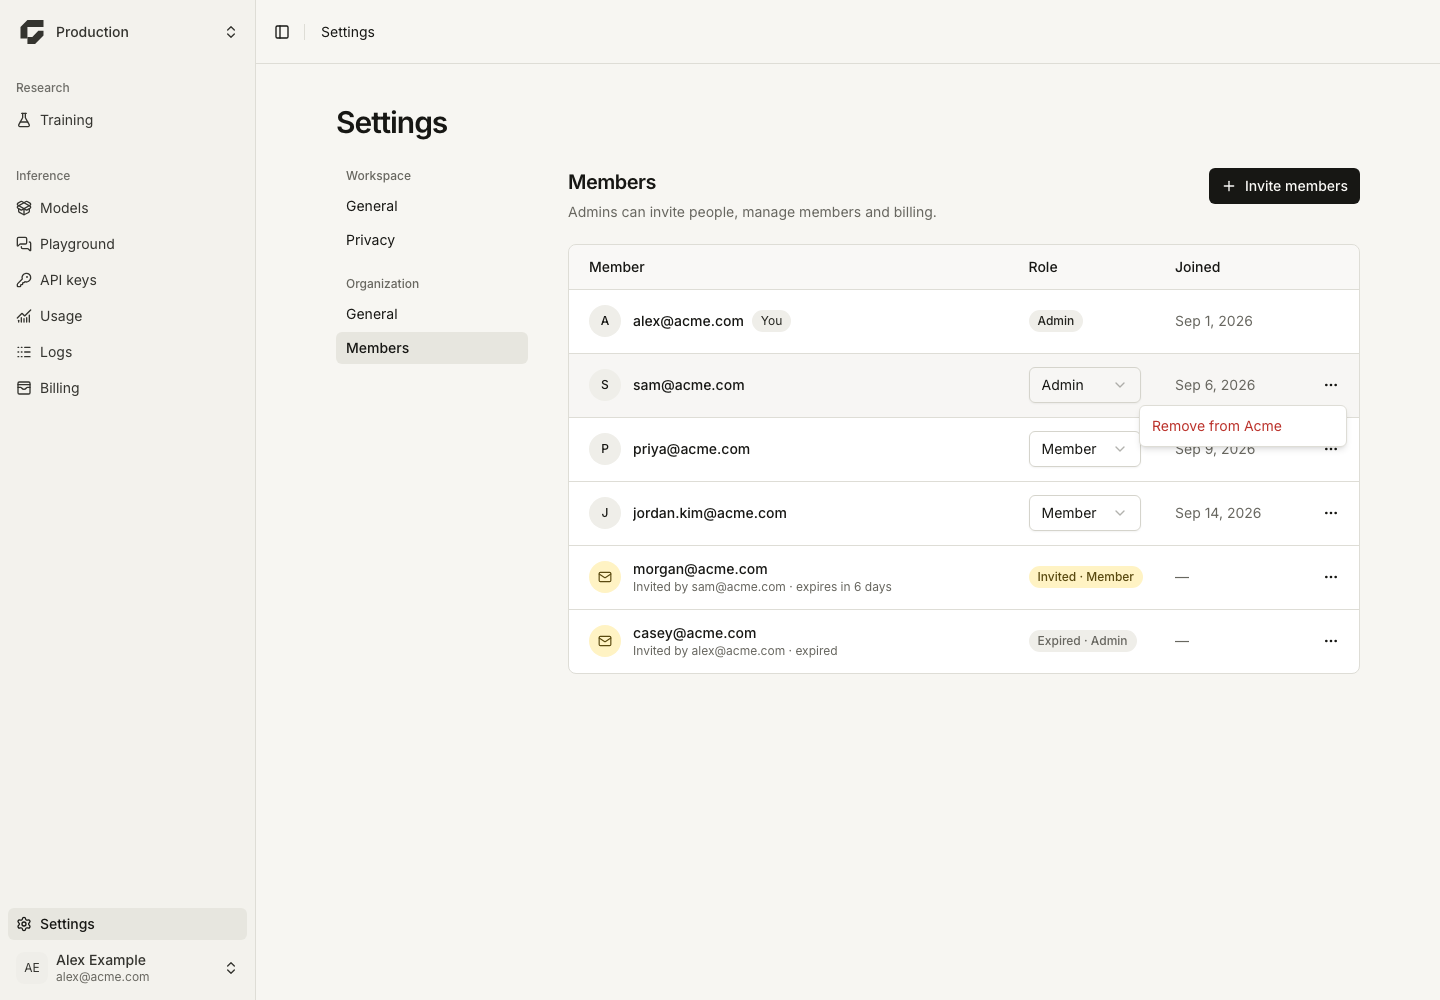 Production
Research
Training
Inference
Models
Playground
API keys
Usage
Logs
Billing
Settings
AE
Alex Example
alex@acme.com
Settings
Settings
Workspace
General
Privacy
Organization
General
Members
Members
Admins can invite people, manage members and billing.
Invite members
Member Role Joined
A alex@acme.com You Admin Sep 1, 2026
S sam@acme.com Admin Sep 6, 2026
Remove from Acme
P priya@acme.com Member Sep 9, 2026
J jordan.kim@acme.com Member Sep 14, 2026
morgan@acme.com Invited · Member —
Invited by sam@acme.com · expires in 6 days
casey@acme.com Expired · Admin —
Invited by alex@acme.com · expired